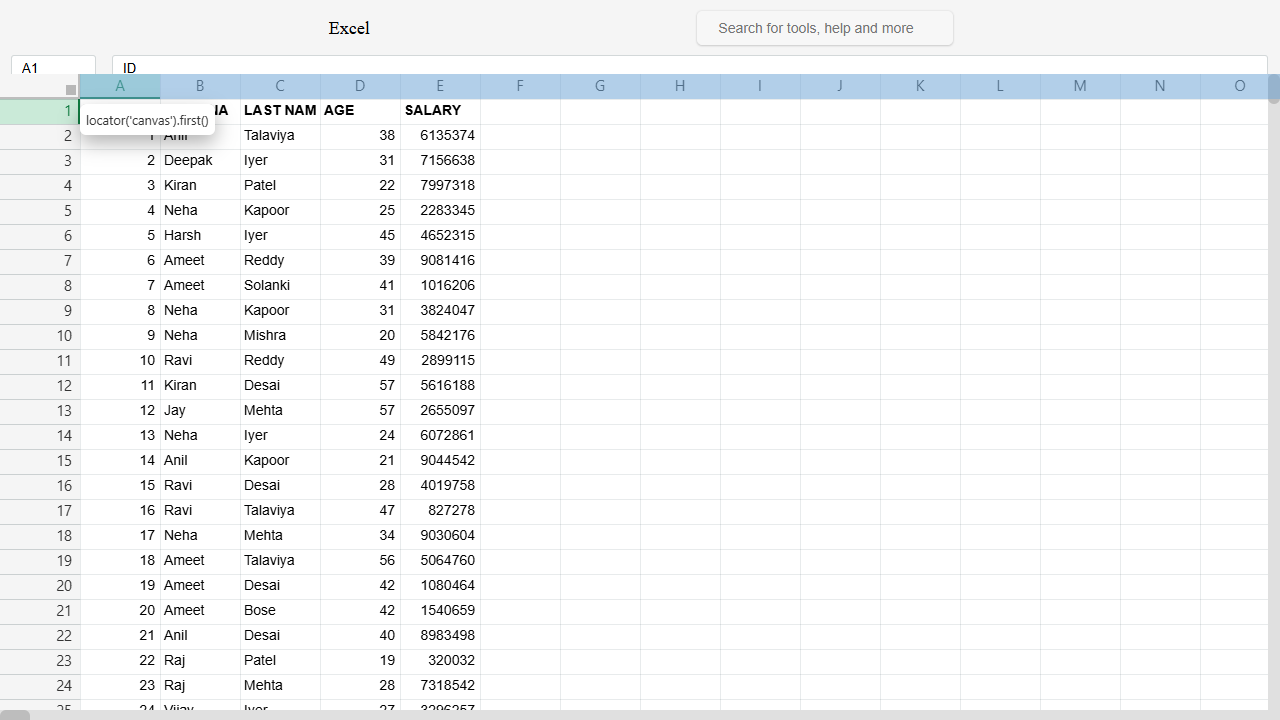 Excel
Search for tools, help and more
A1 ID
A B C D E F G H I J K L M N O
1 NA LAST NAM AGE SALARY
locator('canvas').first()
2 1 Anil Talaviya 38 6135374
3 2 Deepak Iyer 31 7156638
4 3 Kiran Patel 22 7997318
5 4 Neha Kapoor 25 2283345
6 5 Harsh Iyer 45 4652315
7 6 Ameet Reddy 39 9081416
8 7 Ameet Solanki 41 1016206
9 8 Neha Kapoor 31 3824047
10 9 Neha Mishra 20 5842176
11 10 Ravi Reddy 49 2899115
12 11 Kiran Desai 57 5616188
13 12 Jay Mehta 57 2655097
14 13 Neha Iyer 24 6072861
15 14 Anil Kapoor 21 9044542
16 15 Ravi Desai 28 4019758
17 16 Ravi Talaviya 47 827278
18 17 Neha Mehta 34 9030604
19 18 Ameet Talaviya 56 5064760
20 19 Ameet Desai 42 1080464
21 20 Ameet Bose 42 1540659
22 21 Anil Desai 40 8983498
23 22 Raj Patel 19 320032
24 23 Raj Mehta 28 7318542
25 24 Vijay Iyer 27 3296257